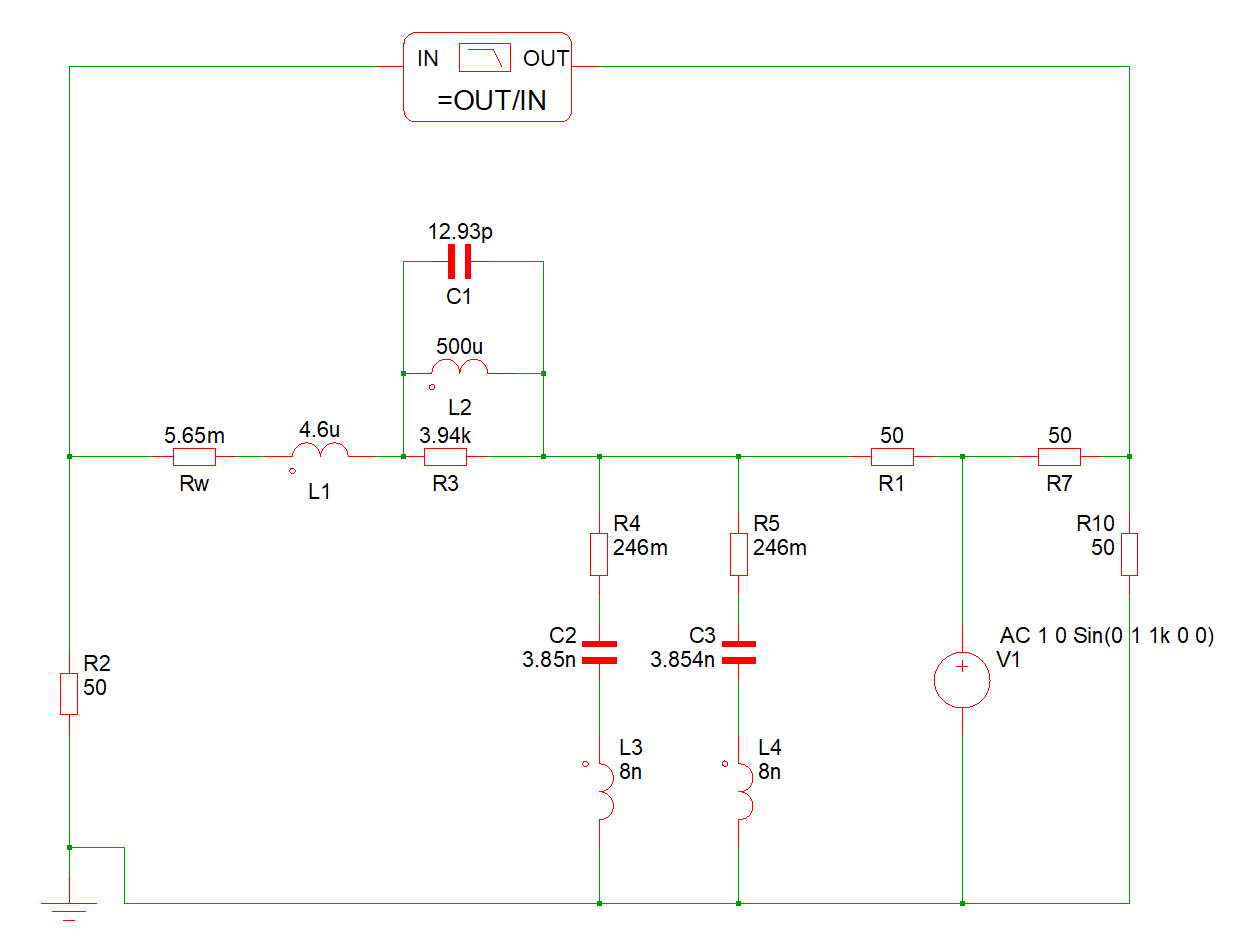 IN
OUT
=OUT/IN
12.93p
C1
500u
L2
5.65m
Rw
4.6u
L1
3.94k
R3
50
R1
50
R7
R4
246m
R5
246m
R10
50
C2
3.85n
C3
3.854n
AC 1 0 Sin(0 1 1k 0 0)
V1
R2
50
L3
8n
L4
8n